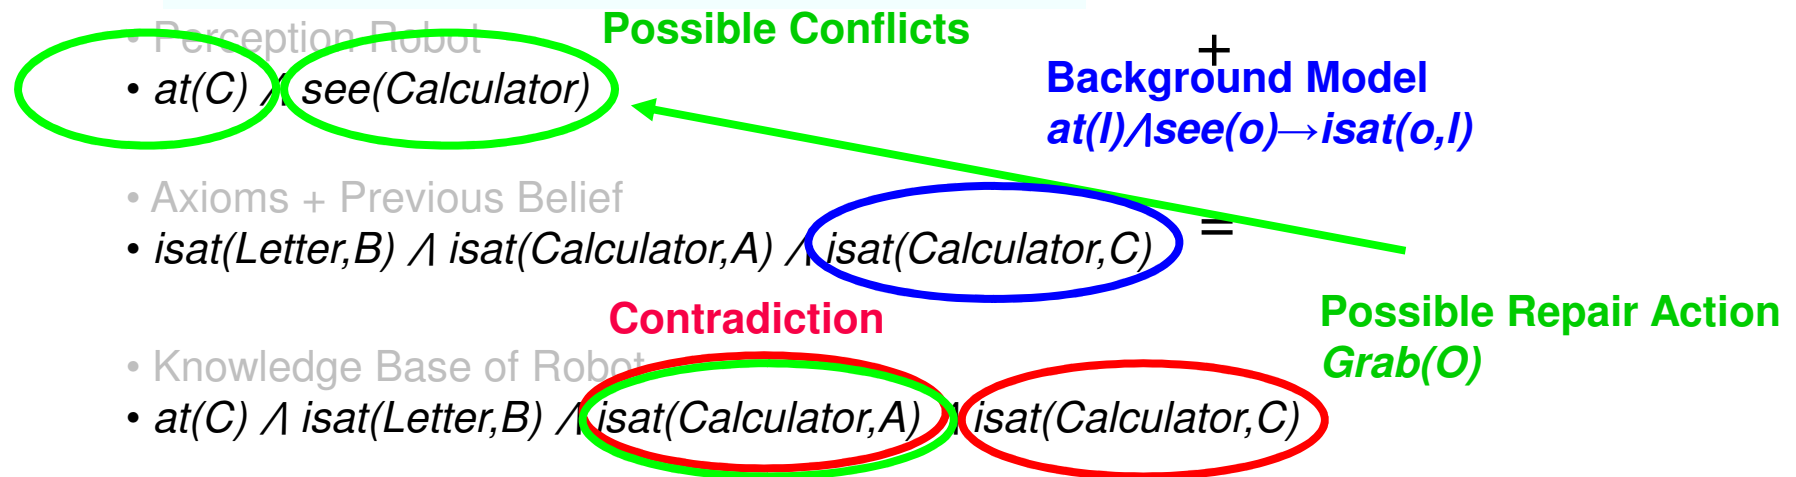 • Perception Robot
Possible Conflicts
+
• at(C) Λ see(Calculator)
Background Model
at(l)Λsee(o)→isat(o,l)
• Axioms + Previous Belief
• isat(Letter,B) Λ isat(Calculator,A) Λ isat(Calculator,C)
=
Contradiction
Possible Repair Action
Grab(O)
• Knowledge Base of Robot
• at(C) Λ isat(Letter,B) Λ isat(Calculator,A) Λ isat(Calculator,C)